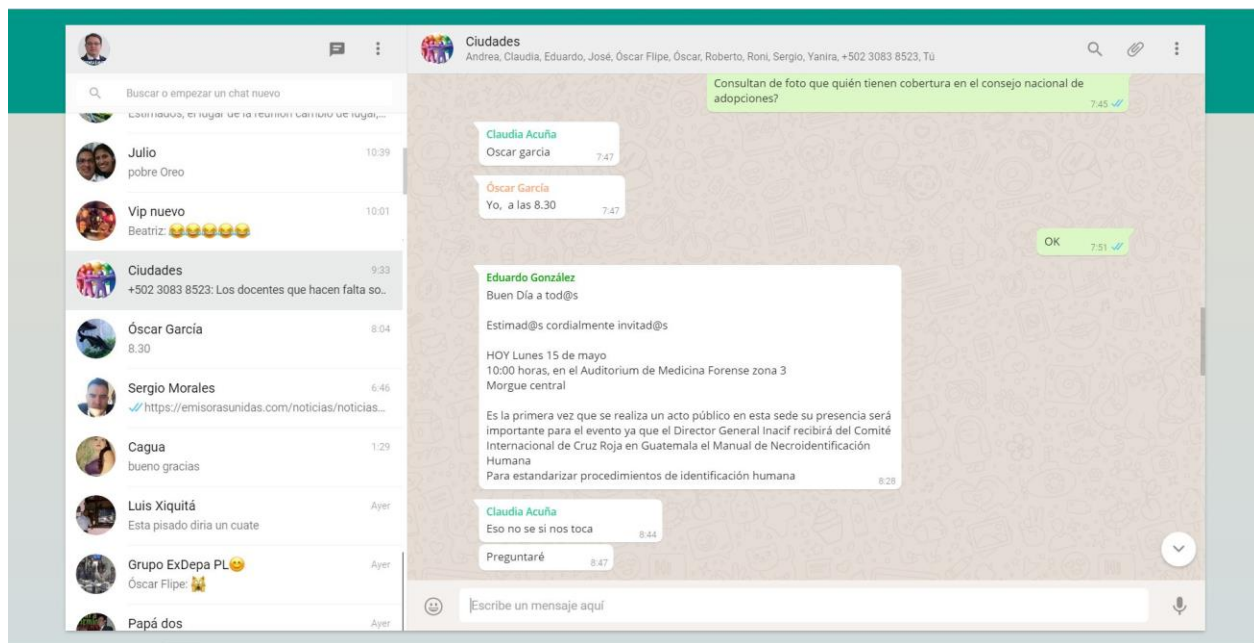 Buscar o empezar un chat nuevo
Estimados, el lugar de la reunión cambio de lugar,...
Julio 10:39
pobre Oreo
Vip nuevo 10:01
Beatriz: 😂😂😂😂😂
Ciudades 9:33
+502 3083 8523: Los docentes que hacen falta so..
Óscar García 8:04
8.30
Sergio Morales 6:46
https://emisorasunidas.com/noticias/noticias...
Cagua 1:29
bueno gracias
Luis Xiquitá Ayer
Esta pisado diria un cuate
Grupo ExDepa PL😊 Ayer
Óscar Flipe: 🙀
Papá dos Ayer
Ciudades
Andrea, Claudia, Eduardo, José, Óscar Flipe, Óscar, Roberto, Roni, Sergio, Yanira, +502 3083 8523, Tú
Consultan de foto que quién tienen cobertura en el consejo nacional de
adopciones?
7:45
Claudia Acuña
Oscar garcia 7:47
Óscar García
Yo, a las 8.30 7:47
OK 7:51
Eduardo González
Buen Día a tod@s
Estimad@s cordialmente invitad@s
HOY Lunes 15 de mayo
10:00 horas, en el Auditorium de Medicina Forense zona 3
Morgue central
Es la primera vez que se realiza un acto público en esta sede su presencia será
importante para el evento ya que el Director General Inacif recibirá del Comité
Internacional de Cruz Roja en Guatemala el Manual de Necroidentificación
Humana
Para estandarizar procedimientos de identificación humana 8:28
Claudia Acuña
Eso no se si nos toca 8:44
Preguntaré 8:47
Escribe un mensaje aquí